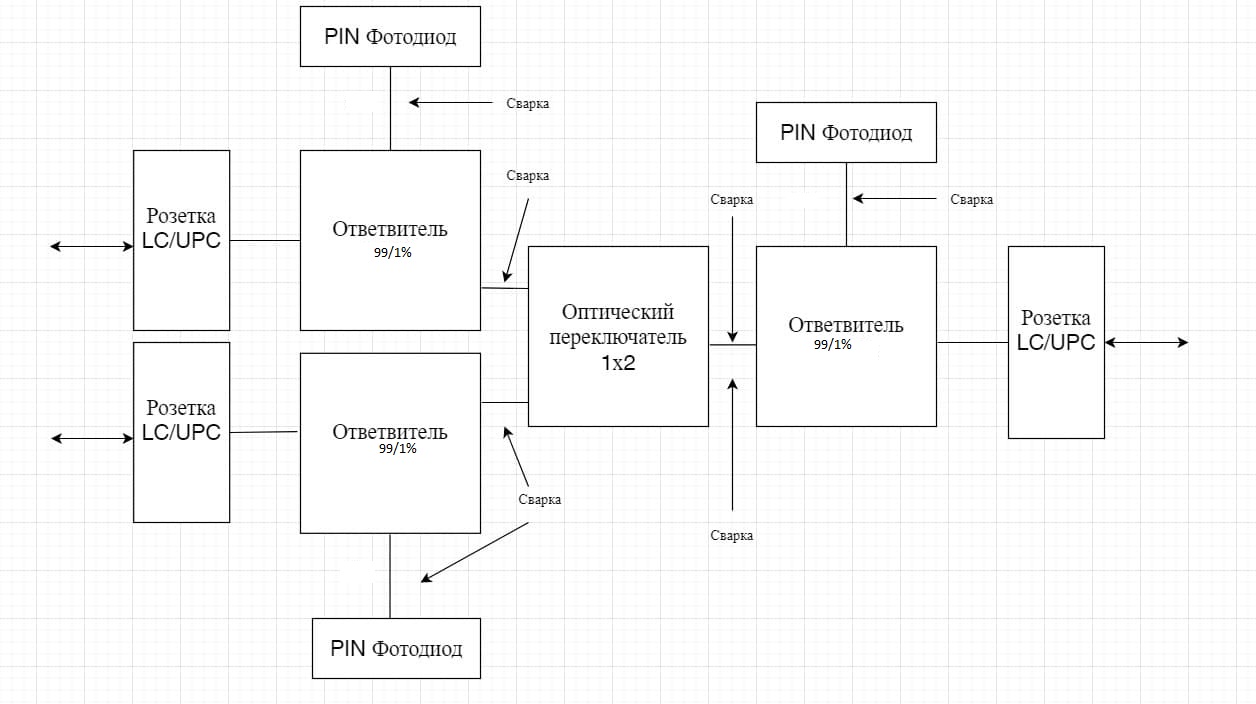 PIN Фотодиод
Сварка
PIN Фотодиод
Сварка
Сварка
Сварка
Розетка
LC/UPC
Ответвитель
99/1%
Оптический
переключатель
1x2
Ответвитель
99/1%
Розетка
LC/UPC
Розетка
LC/UPC
Ответвитель
99/1%
Сварка
Сварка
PIN Фотодиод